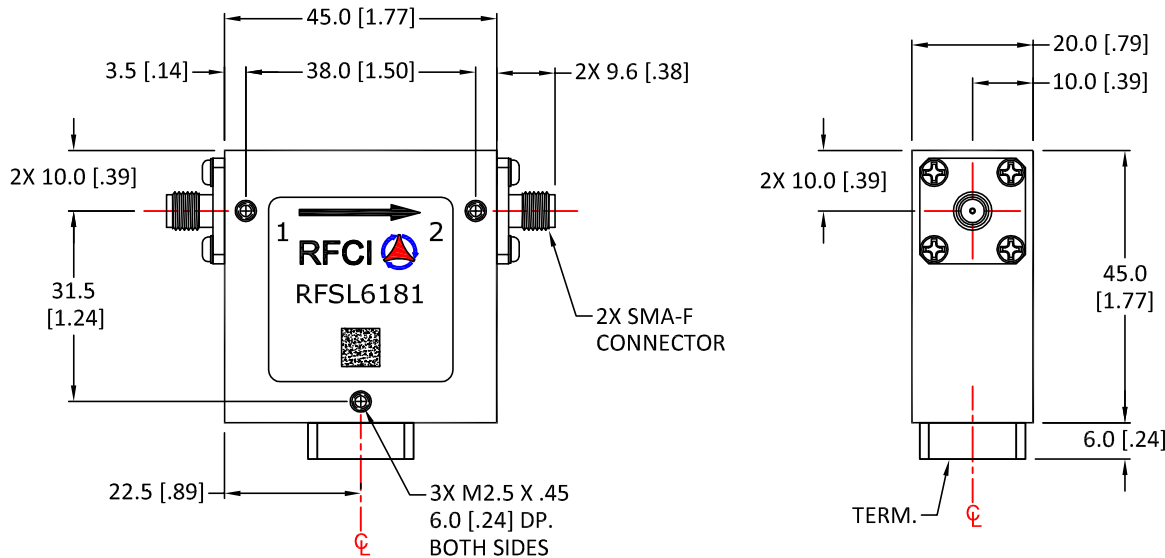 45.0 [1.77]
3.5 [.14]
38.0 [1.50]
2X 9.6 [.38]
2X 10.0 [.39]
1
2
RFCI
RFSL6181
31.5
[1.24]
2X SMA-F
CONNECTOR
22.5 [.89]
3X M2.5 X .45
6.0 [.24] DP.
BOTH SIDES
℄
20.0 [.79]
10.0 [.39]
2X 10.0 [.39]
45.0
[1.77]
6.0 [.24]
TERM.
℄